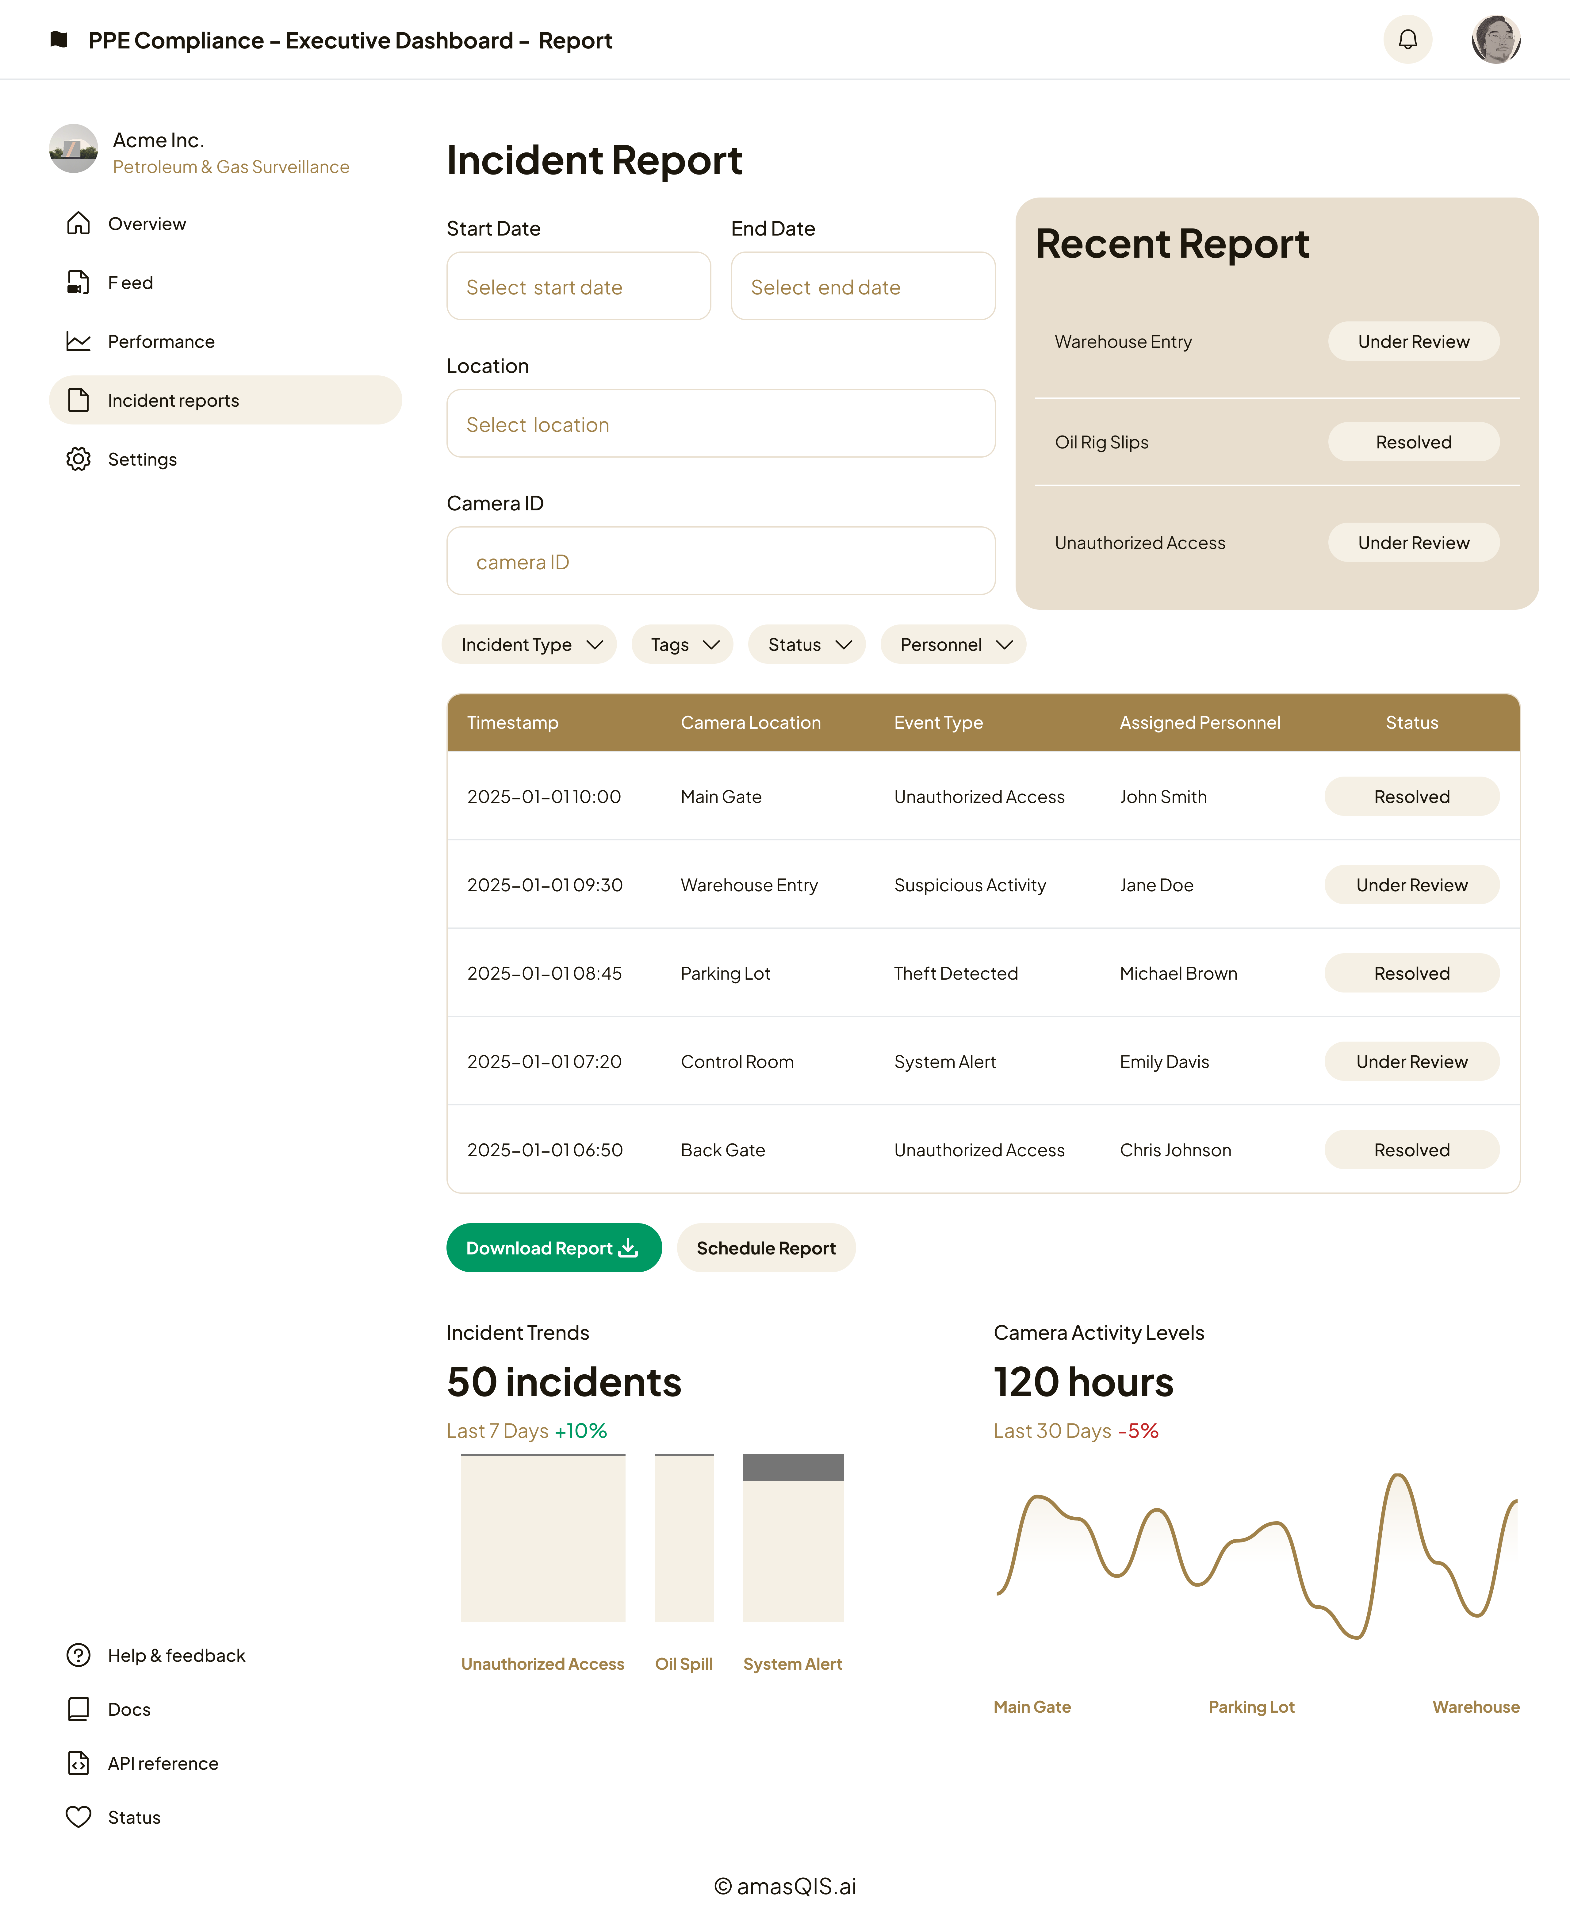 PPE Compliance - Executive Dashboard - Report
Acme Inc.
Petroleum & Gas Surveillance
Overview
Feed
Performance
Incident reports
Settings
Incident Report
Start Date
End Date
Select start date
Select end date
Location
Select location
Camera ID
camera ID
Recent Report
Warehouse Entry
Under Review
Oil Rig Slips
Resolved
Unauthorized Access
Under Review
Incident Type
Tags
Status
Personnel
Timestamp Camera Location Event Type Assigned Personnel Status
2025-01-01 10:00 Main Gate Unauthorized Access John Smith Resolved
2025-01-01 09:30 Warehouse Entry Suspicious Activity Jane Doe Under Review
2025-01-01 08:45 Parking Lot Theft Detected Michael Brown Resolved
2025-01-01 07:20 Control Room System Alert Emily Davis Under Review
2025-01-01 06:50 Back Gate Unauthorized Access Chris Johnson Resolved
Download Report
Schedule Report
Incident Trends
50 incidents
Last 7 Days +10%
Unauthorized Access
Oil Spill
System Alert
Camera Activity Levels
120 hours
Last 30 Days -5%
Main Gate
Parking Lot
Warehouse
Help & feedback
Docs
API reference
Status
© amasQIS.ai